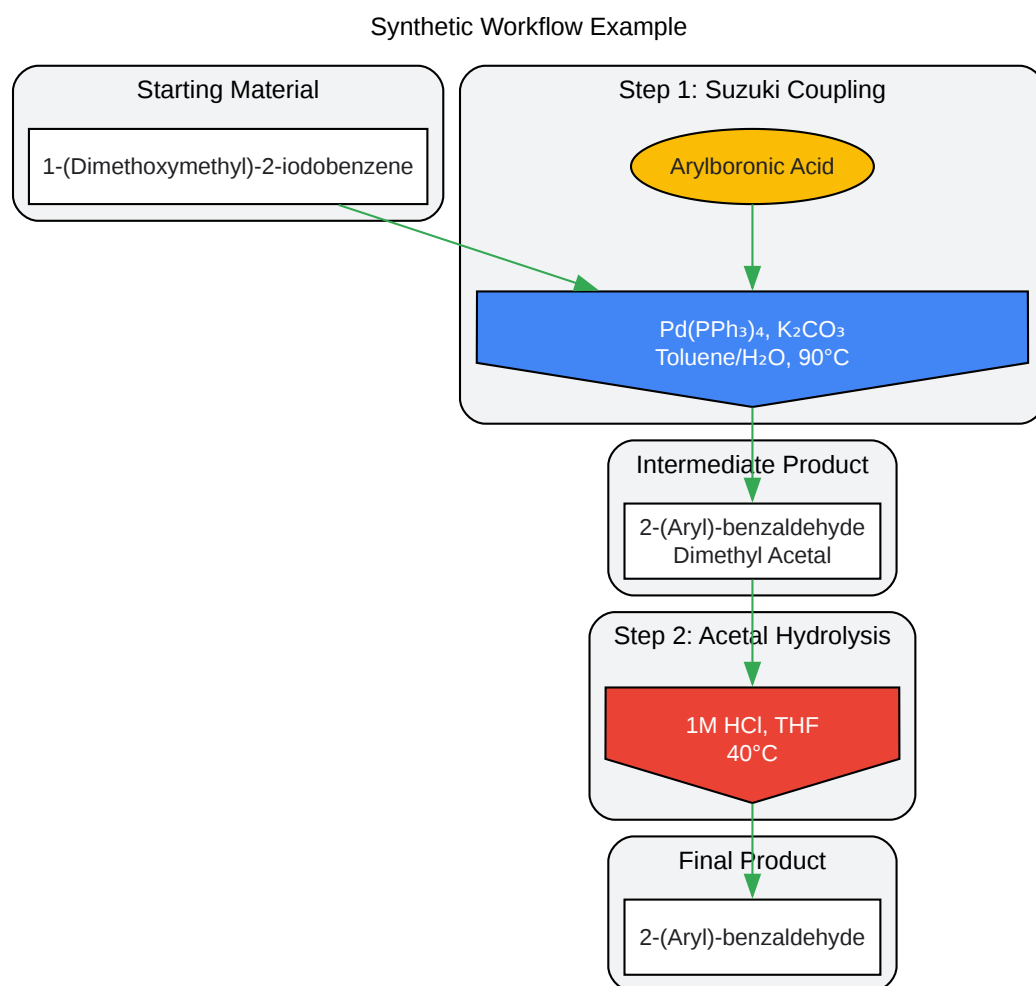 Synthetic Workflow Example
Starting Material
1-(Dimethoxymethyl)-2-iodobenzene
Step 1: Suzuki Coupling
Arylboronic Acid
Pd(PPh₃)₄, K₂CO₃
Toluene/H₂O, 90°C
Intermediate Product
2-(Aryl)-benzaldehyde
Dimethyl Acetal
Step 2: Acetal Hydrolysis
1M HCl, THF
40°C
Final Product
2-(Aryl)-benzaldehyde